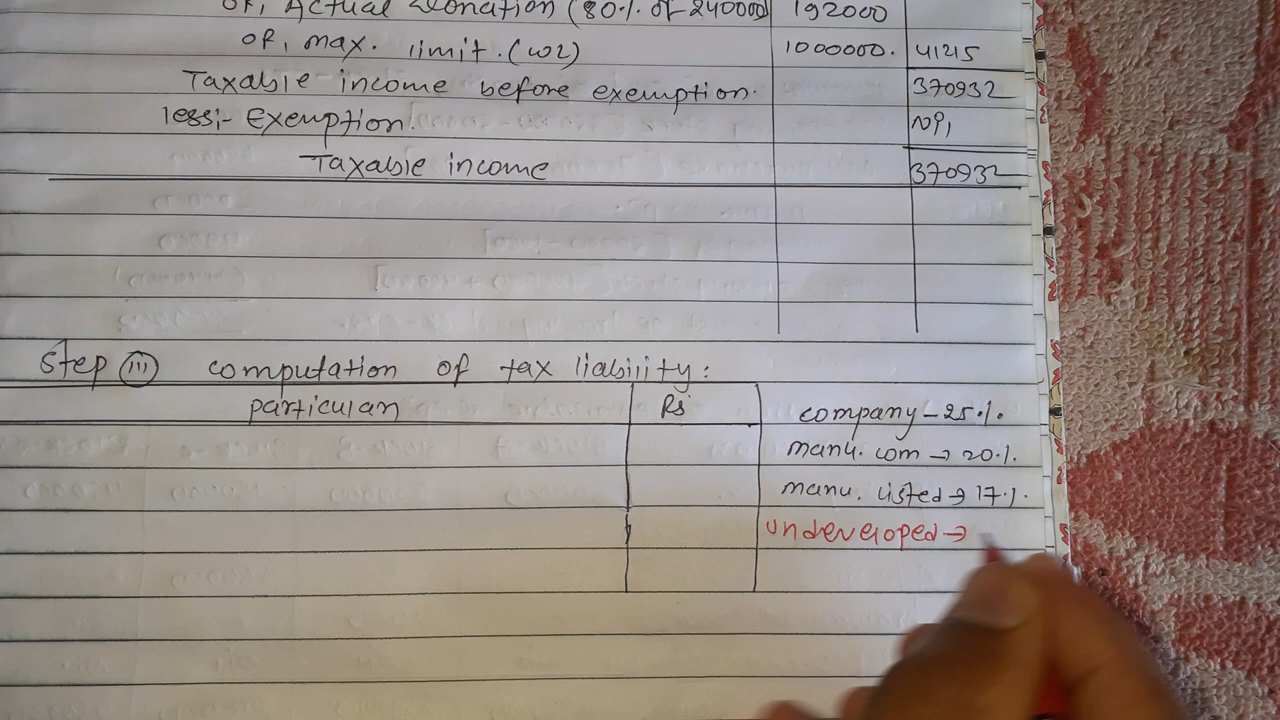 Or, Actual Donation (80% of 240000) 192000
or, max. limit. (W2) 1000000. 41215
Taxable income before exemption. 370932
less:- Exemption. Nil
Taxable income 370932
Step (III) computation of tax liability:
particular Rs
company - 25%.
manu. com → 20%.
manu. listed → 17%.
undeveloped →